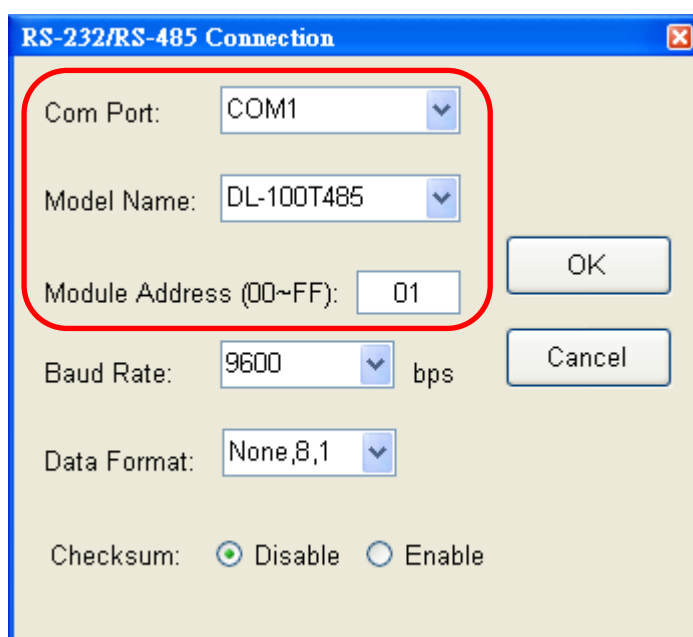 RS-232/RS-485 Connection
Com Port: COM1
Model Name: DL-100T485
Module Address (00~FF): 01
OK
Baud Rate: 9600 bps
Cancel
Data Format: None,8,1
Checksum: Disable Enable